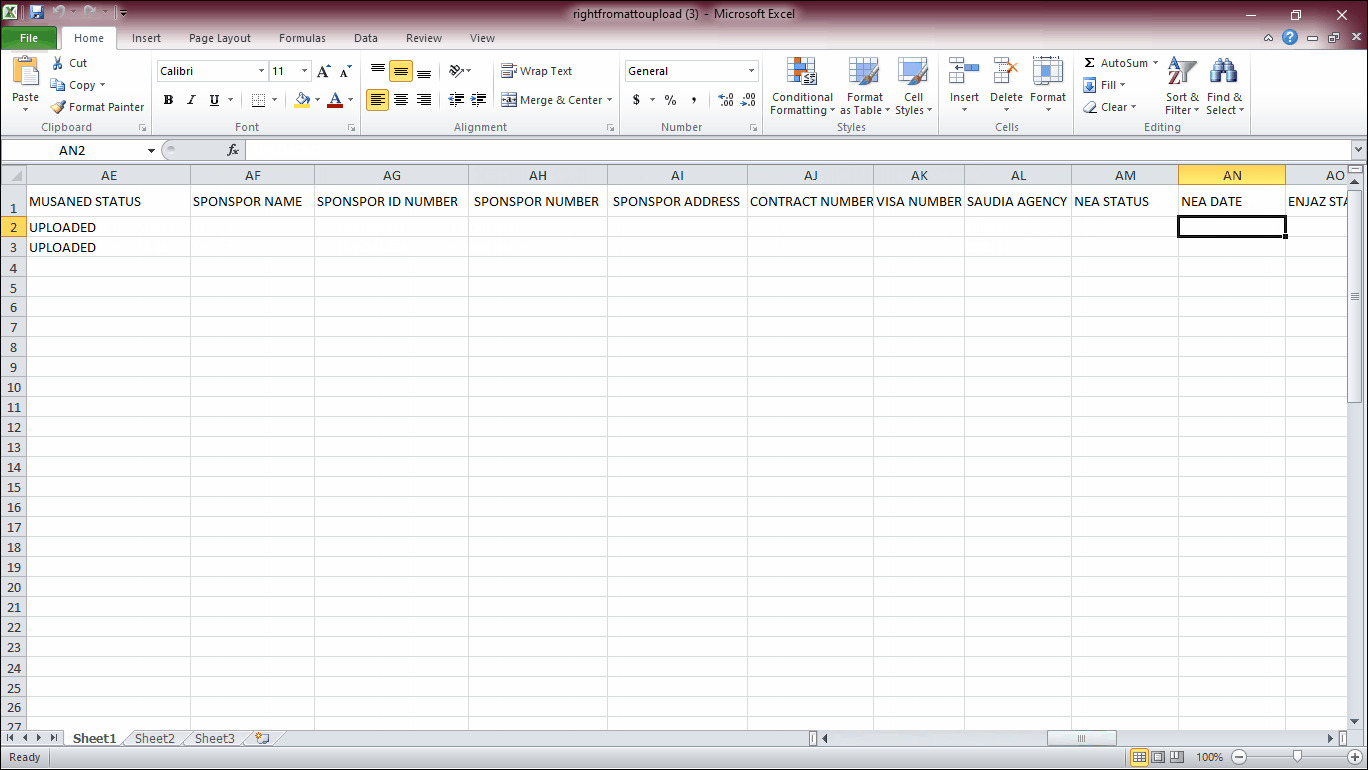 rightfromattoupload (3) - Microsoft Excel
File Home Insert Page Layout Formulas Data Review View
Paste Cut Copy Format Painter Clipboard
Calibri 11 B I U A A A Font
Wrap Text Merge & Center Alignment
General $ % , .0 .00 .00 .0 Number
Conditional Formatting Format as Table Cell Styles Styles
Insert Delete Format Cells
Σ AutoSum Fill Clear Sort & Filter Find & Select Editing
AN2 fx
AE AF AG AH AI AJ AK AL AM AN AO
1 MUSANED STATUS SPONSPOR NAME SPONSPOR ID NUMBER SPONSPOR NUMBER SPONSPOR ADDRESS CONTRACT NUMBER VISA NUMBER SAUDIA AGENCY NEA STATUS NEA DATE ENJAZ STA
2 UPLOADED
3 UPLOADED
4
5
6
7
8
9
10
11
12
13
14
15
16
17
18
19
20
21
22
23
24
25
26
27
Sheet1 Sheet2 Sheet3
Ready 100%